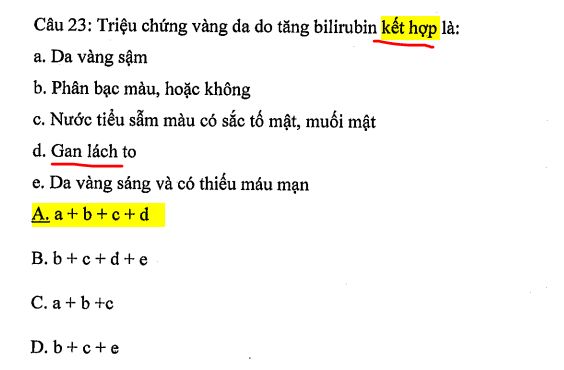 Câu 23: Triệu chứng vàng da do tăng bilirubin kết hợp là:
a. Da vàng sậm
b. Phân bạc màu, hoặc không
c. Nước tiểu sẫm màu có sắc tố mật, muối mật
d. Gan lách to
e. Da vàng sáng và có thiếu máu mạn
A. a + b + c + d
B. b + c + d + e
C. a + b +c
D. b + c + e